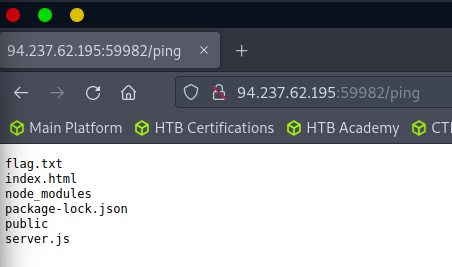 94.237.62.195:59982/ping
94.237.62.195:59982/ping
Main Platform HTB Certifications HTB Academy CT
flag.txt
index.html
node_modules
package-lock.json
public
server.js